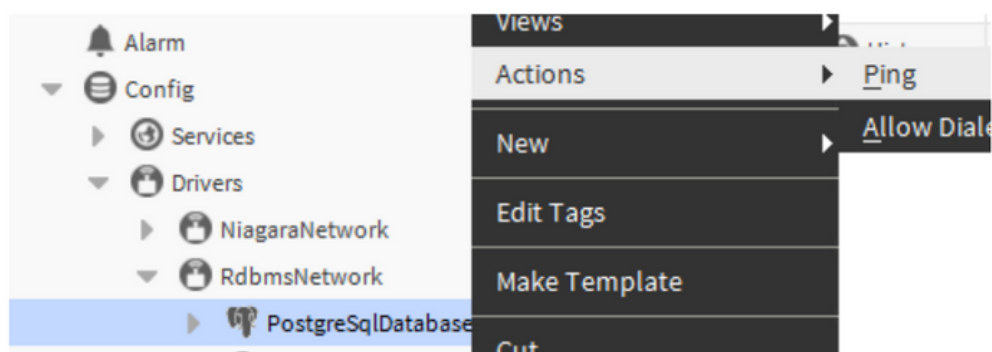 Alarm
Config
Services
Drivers
NiagaraNetwork
RdbmsNetwork
PostgreSqlDatabase
Views
Actions
New
Edit Tags
Make Template
Cut
Ping
Allow Diale